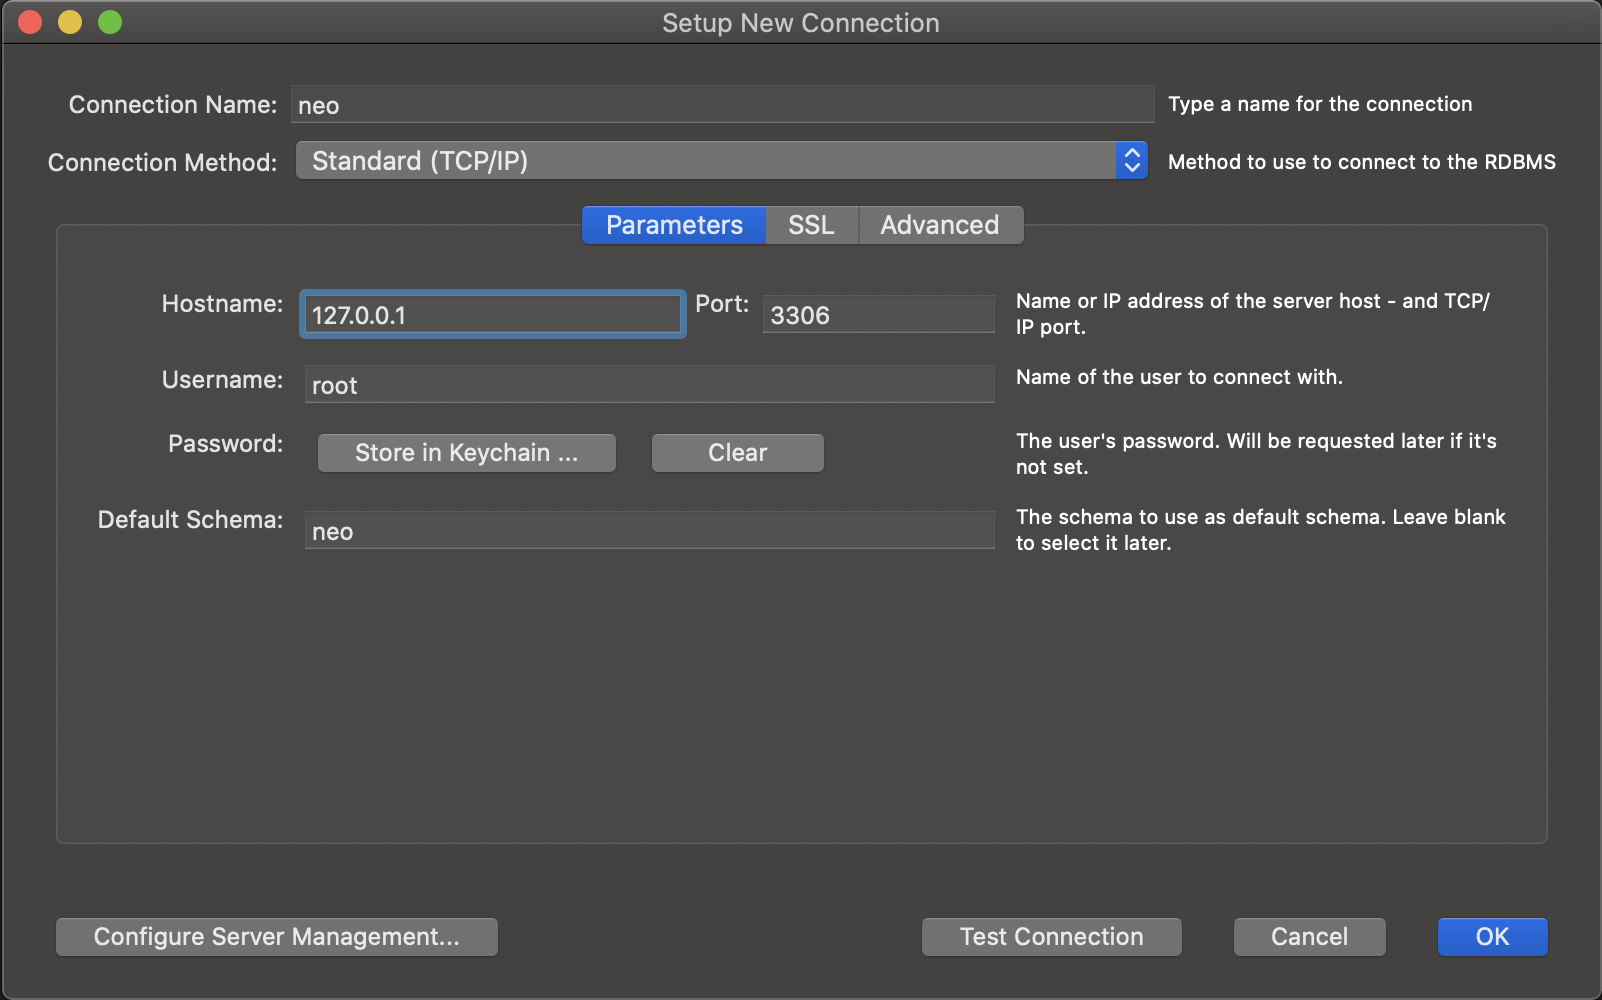 Setup New Connection
Connection Name: neo Type a name for the connection
Connection Method: Standard (TCP/IP) Method to use to connect to the RDBMS
Parameters SSL Advanced
Hostname: 127.0.0.1 Port: 3306 Name or IP address of the server host - and TCP/
IP port.
Username: root Name of the user to connect with.
Password: Store in Keychain ... Clear The user's password. Will be requested later if it's
not set.
Default Schema: neo The schema to use as default schema. Leave blank
to select it later.
Configure Server Management... Test Connection Cancel OK